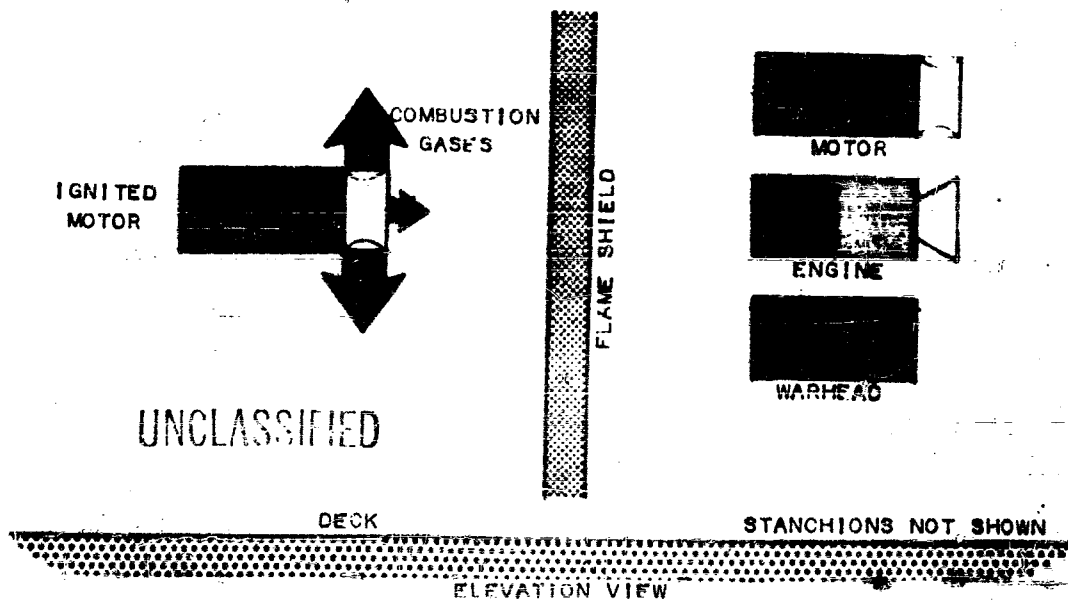 COMBUSTION
GASES
IGNITED
MOTOR
FLAME SHIELD
MOTOR
ENGINE
WARHEAD
UNCLASSIFIED
DECK
STANCHIONS NOT SHOWN
ELEVATION VIEW